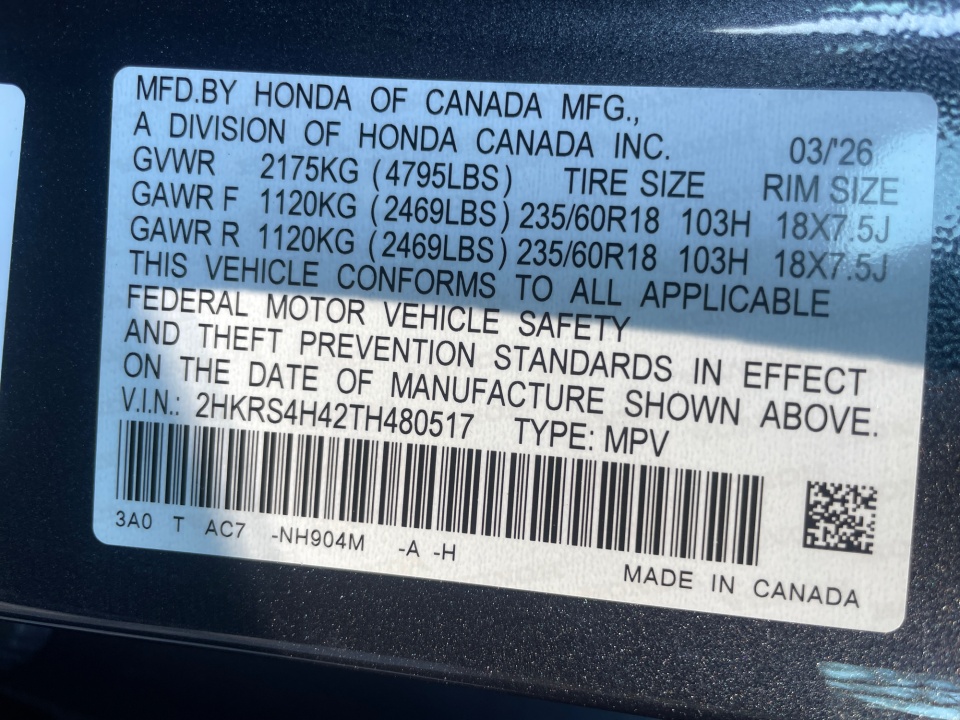 MFD.BY HONDA OF CANADA MFG.,
A DIVISION OF HONDA CANADA INC. 03/'26
GVWR 2175KG (4795LBS) TIRE SIZE RIM SIZE
GAWR F 1120KG (2469LBS) 235/60R18 103H 18X7.5J
GAWR R 1120KG (2469LBS) 235/60R18 103H 18X7.5J
THIS VEHICLE CONFORMS TO ALL APPLICABLE
FEDERAL MOTOR VEHICLE SAFETY
AND THEFT PREVENTION STANDARDS IN EFFECT
ON THE DATE OF MANUFACTURE SHOWN ABOVE.
V.I.N.: 2HKRS4H42TH480517 TYPE: MPV
3A0 T AC7 -NH904M -A -H
MADE IN CANADA